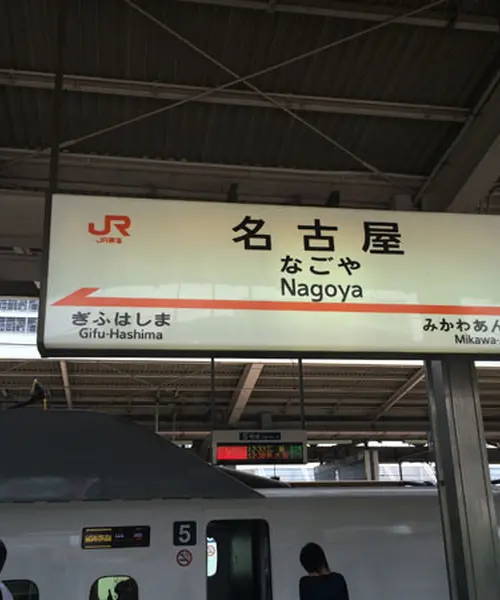 JR
JR東海
名古屋
なごや
Nagoya
ぎふはしま
Gifu-Hashima
みかわあん
Mikawa-
5